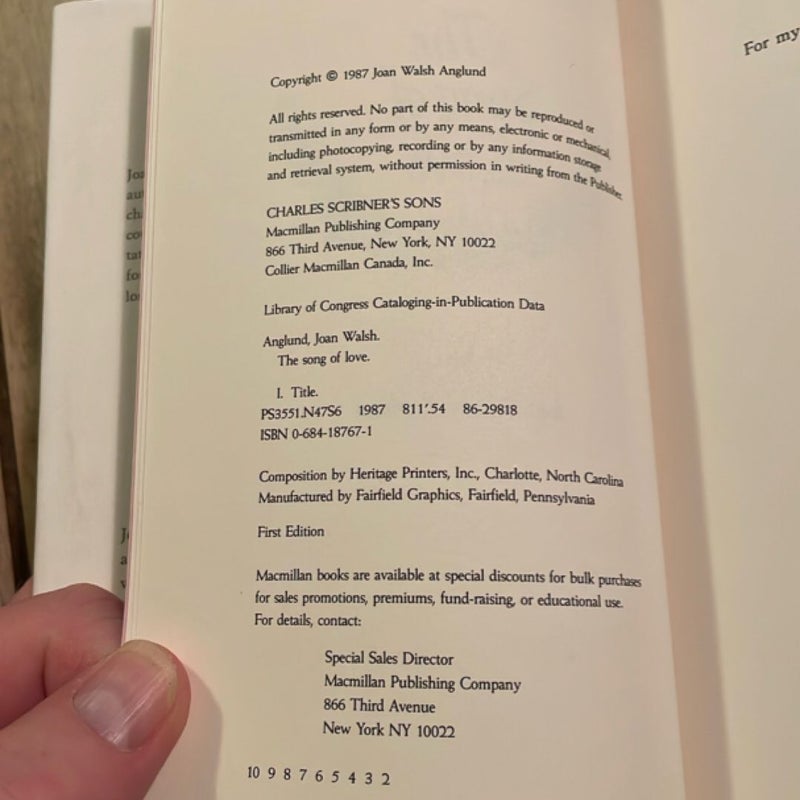 For my
Copyright © 1987 Joan Walsh Anglund
All rights reserved. No part of this book may be reproduced or
transmitted in any form or by any means, electronic or mechanical,
including photocopying, recording or by any information storage
and retrieval system, without permission in writing from the Publisher.
CHARLES SCRIBNER'S SONS
Macmillan Publishing Company
866 Third Avenue, New York, NY 10022
Collier Macmillan Canada, Inc.
Library of Congress Cataloging-in-Publication Data
Anglund, Joan Walsh.
The song of love.
I. Title.
PS3551.N47S6 1987 811'.54 86-29818
ISBN 0-684-18767-1
Composition by Heritage Printers, Inc., Charlotte, North Carolina
Manufactured by Fairfield Graphics, Fairfield, Pennsylvania
First Edition
Macmillan books are available at special discounts for bulk purchases
for sales promotions, premiums, fund-raising, or educational use.
For details, contact:
Special Sales Director
Macmillan Publishing Company
866 Third Avenue
New York NY 10022
10 9 8 7 6 5 4 3 2